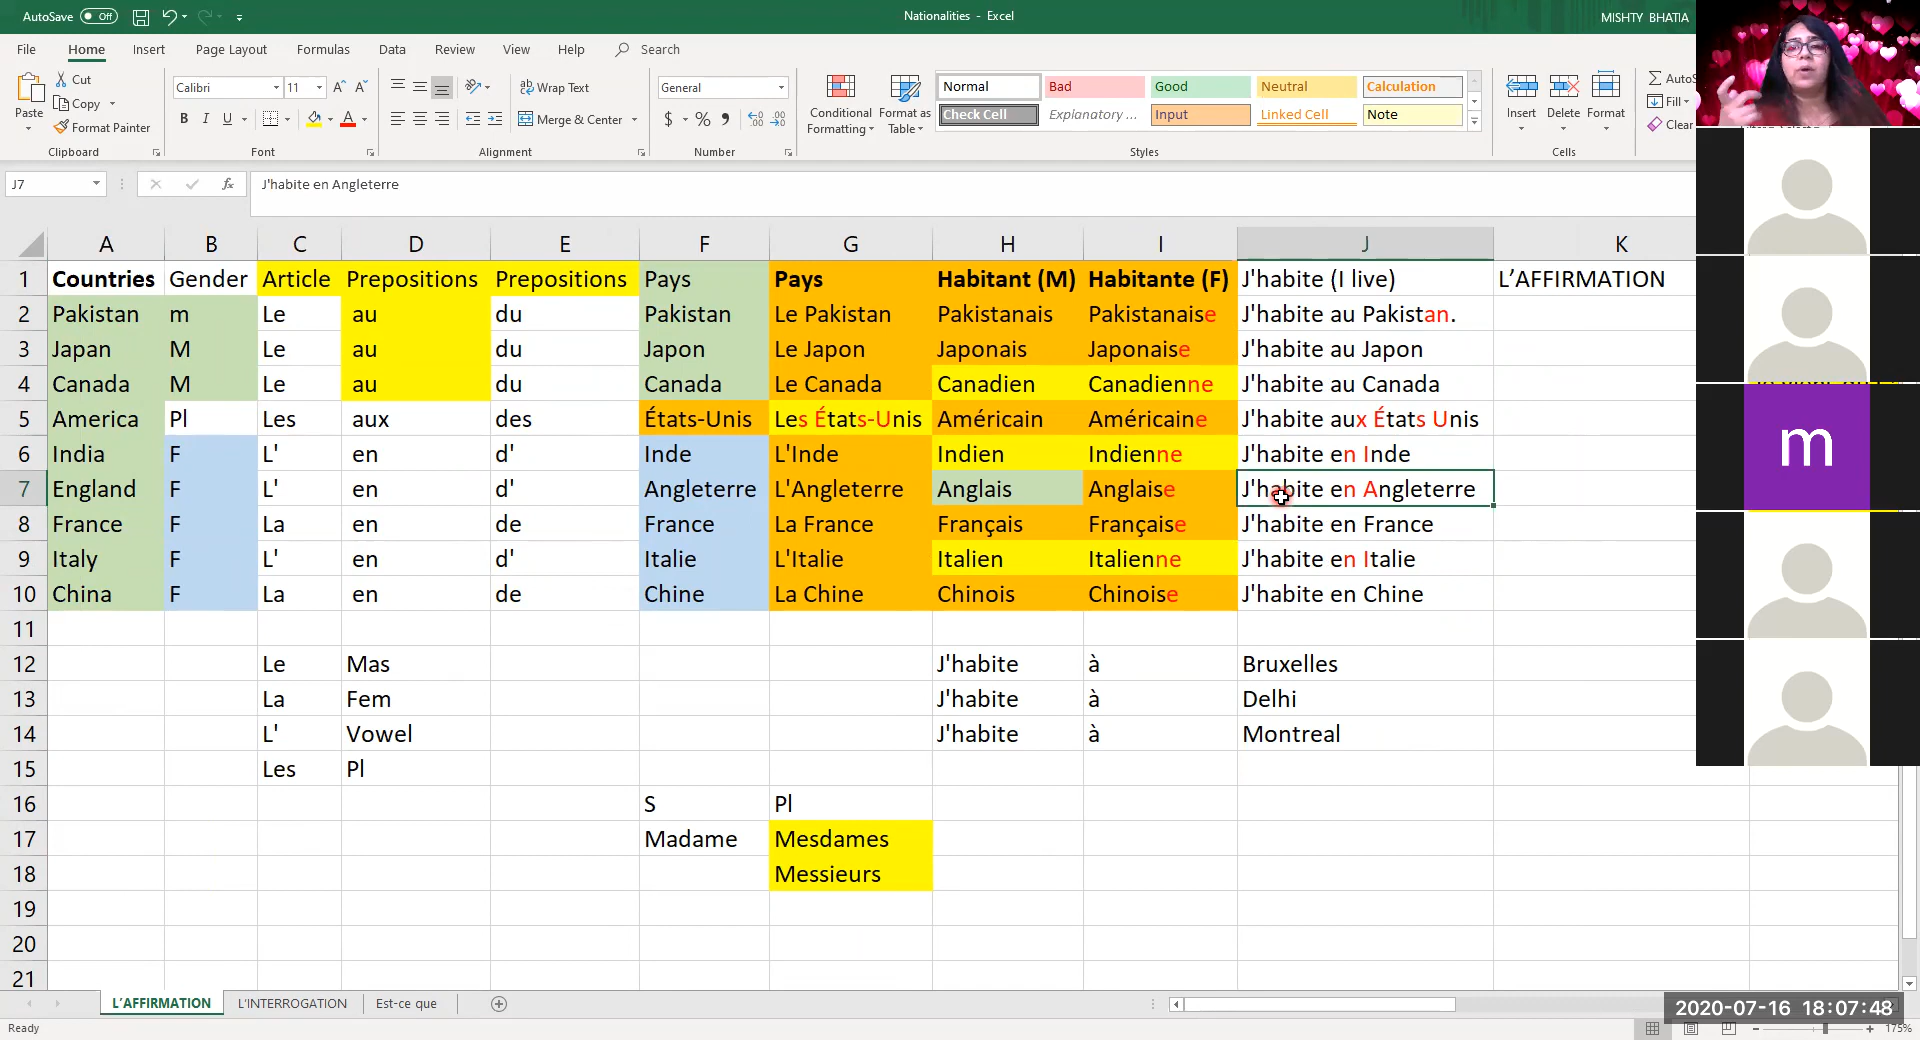 AutoSave Off Nationalities - Excel MISHTY BHATIA
File Home Insert Page Layout Formulas Data Review View Help Search
Paste Cut Copy Format Painter Clipboard
Calibri 11 A^ A˅ B I U A Font
Wrap Text Merge & Center Alignment
General $ % , Number
Conditional Formatting Format as Table
Normal Bad Good Neutral Calculation
Check Cell Explanatory ... Input Linked Cell Note
Styles
Insert Delete Format Cells
AutoS
Fill
Clear
J7 fx J'habite en Angleterre
A B C D E F G H I J K
1 Countries Gender Article Prepositions Prepositions Pays Pays Habitant (M) Habitante (F) J'habite (I live) L’AFFIRMATION
2 Pakistan m Le au du Pakistan Le Pakistan Pakistanais Pakistanaise J'habite au Pakistan.
3 Japan M Le au du Japon Le Japon Japonais Japonaise J'habite au Japon
4 Canada M Le au du Canada Le Canada Canadien Canadienne J'habite au Canada
5 America Pl Les aux des États-Unis Les États-Unis Américain Américaine J'habite aux États Unis
6 India F L' en d' Inde L'Inde Indien Indienne J'habite en Inde
7 England F L' en d' Angleterre L'Angleterre Anglais Anglaise J'habite en Angleterre
8 France F La en de France La France Français Française J'habite en France
9 Italy F L' en d' Italie L'Italie Italien Italienne J'habite en Italie
10 China F La en de Chine La Chine Chinois Chinoise J'habite en Chine
11
12 Le Mas J'habite à Bruxelles
13 La Fem J'habite à Delhi
14 L' Vowel J'habite à Montreal
15 Les Pl
16 S Pl
17 Madame Mesdames
18 Messieurs
19
20
21
m
L’AFFIRMATION L'INTERROGATION Est-ce que
2020-07-16 18:07:48
Ready 175%